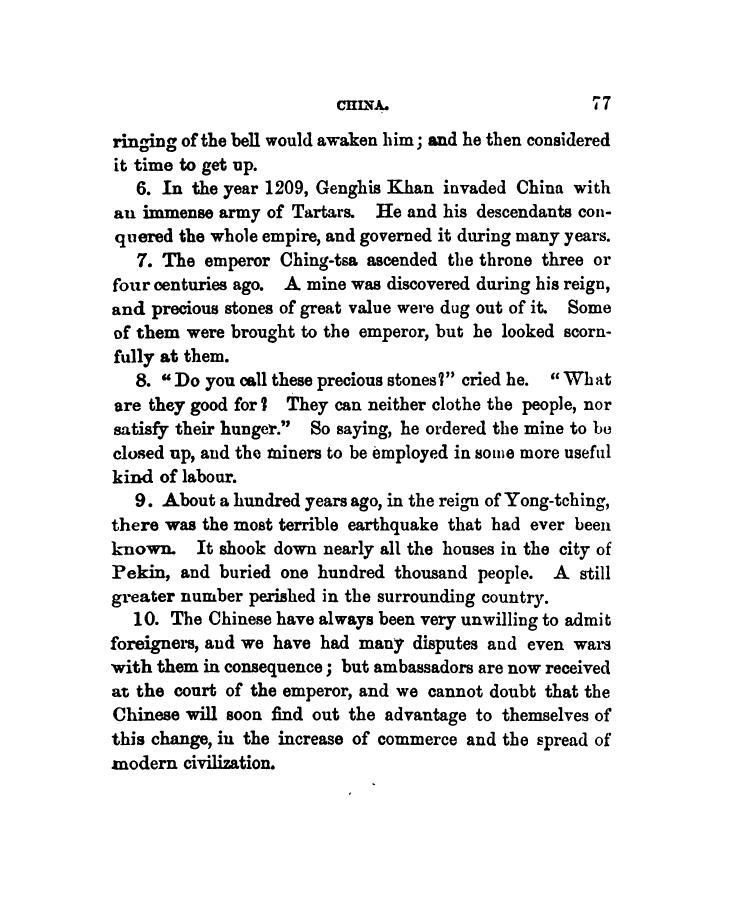 CHINA. 77
ringing of the bell would awaken him; and he then considered
it time to get up.
6. In the year 1209, Genghis Khan invaded China with
an immense army of Tartars. He and his descendants con-
quered the whole empire, and governed it during many years.
7. The emperor Ching-tsa ascended the throne three or
four centuries ago. A mine was discovered during his reign,
and precious stones of great value were dug out of it. Some
of them were brought to the emperor, but he looked scorn-
fully at them.
8. “Do you call these precious stones?” cried he. “What
are they good for? They can neither clothe the people, nor
satisfy their hunger.” So saying, he ordered the mine to be
closed up, and the miners to be employed in some more useful
kind of labour.
9. About a hundred years ago, in the reign of Yong-tching,
there was the most terrible earthquake that had ever been
known. It shook down nearly all the houses in the city of
Pekin, and buried one hundred thousand people. A still
greater number perished in the surrounding country.
10. The Chinese have always been very unwilling to admit
foreigners, and we have had many disputes and even wars
with them in consequence; but ambassadors are now received
at the court of the emperor, and we cannot doubt that the
Chinese will soon find out the advantage to themselves of
this change, in the increase of commerce and the spread of
modern civilization.